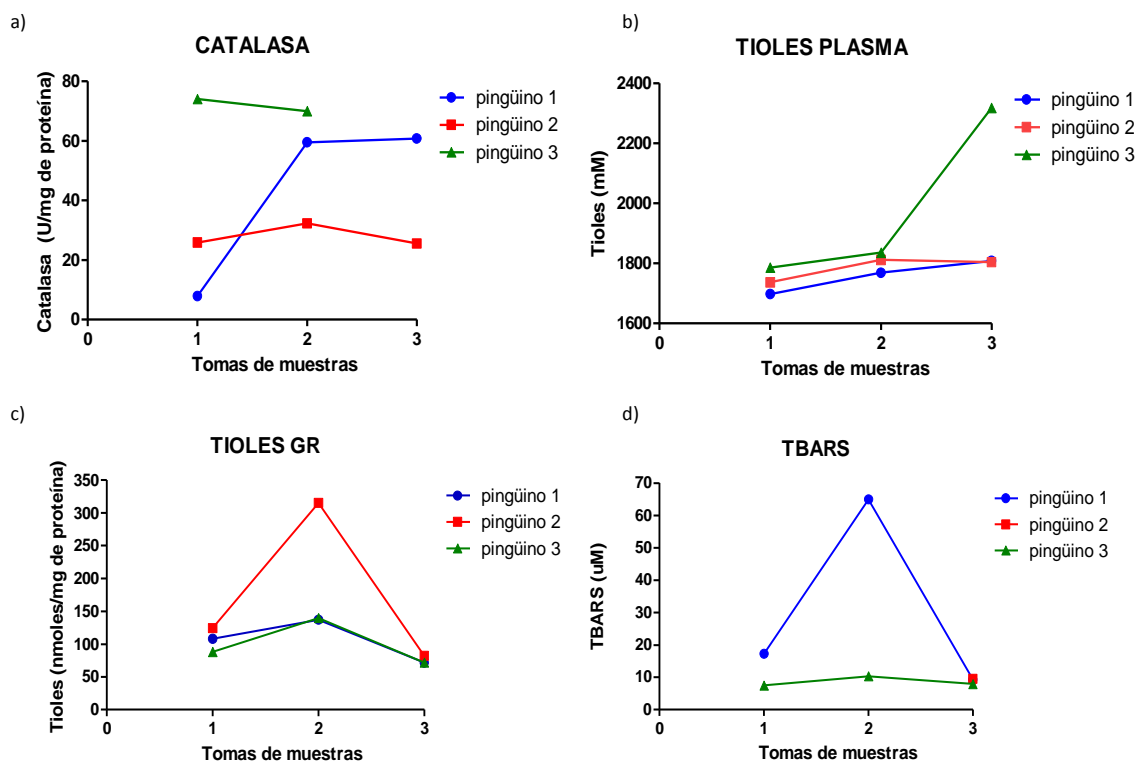 a)
CATALASA
Catalasa (U/mg de proteína)
80
60
40
20
0
0
1
2
3
Tomas de muestras
pingüino 1
pingüino 2
pingüino 3
b)
TIOLES PLASMA
Tioles (mM)
2400
2200
2000
1800
1600
0
1
2
3
Tomas de muestras
pingüino 1
pingüino 2
pingüino 3
c)
TIOLES GR
Tioles (nmoles/mg de proteína)
350
300
250
200
150
100
50
0
0
1
2
3
Tomas de muestras
pingüino 1
pingüino 2
pingüino 3
d)
TBARS
TBARS (uM)
70
60
50
40
30
20
10
0
0
1
2
3
Tomas de muestras
pingüino 1
pingüino 2
pingüino 3